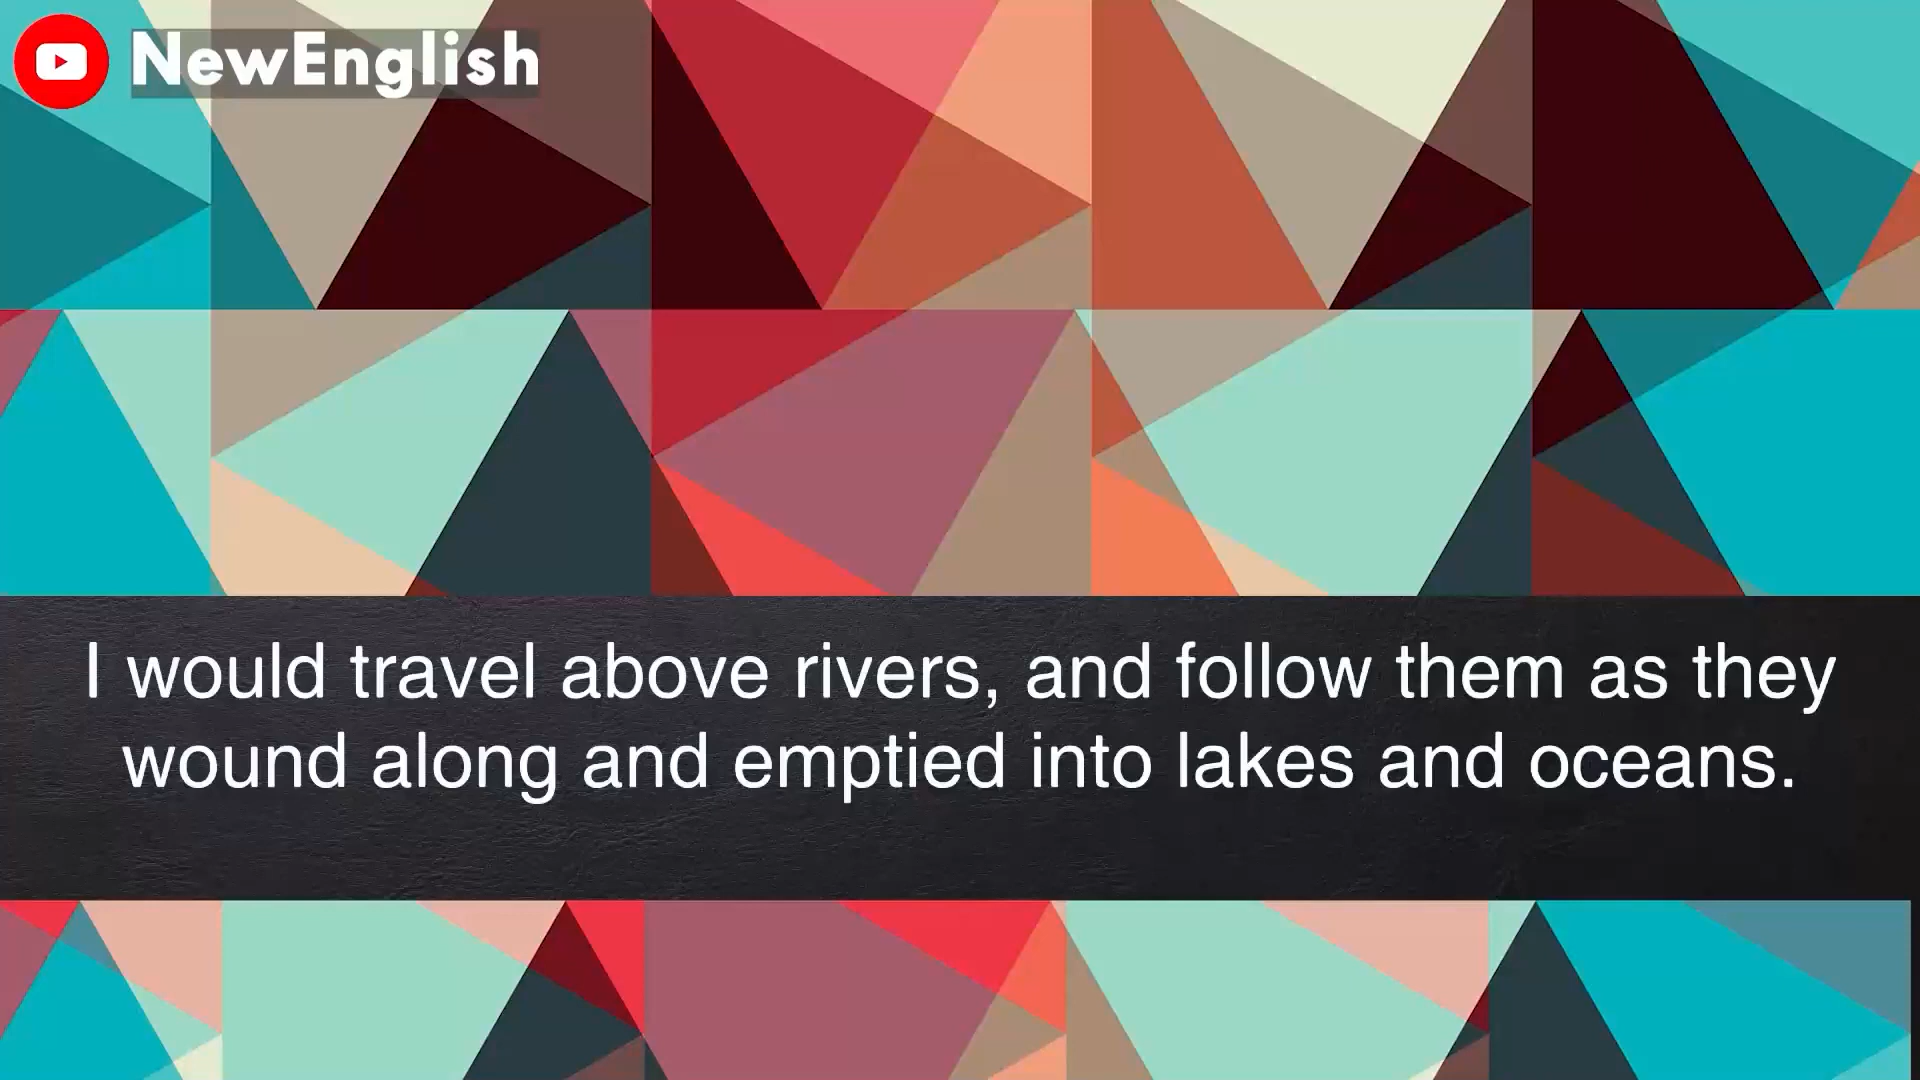 NewEnglish
I would travel above rivers, and follow them as they
wound along and emptied into lakes and oceans.